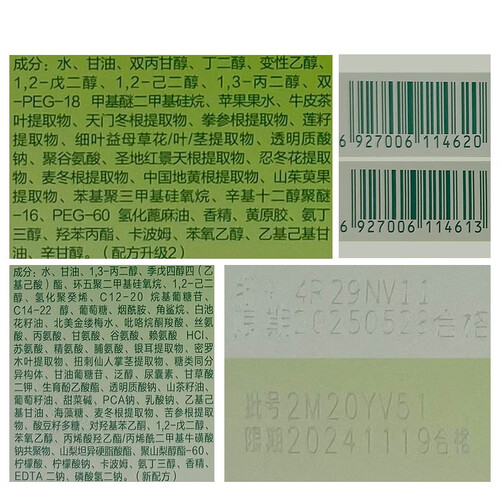 成分：水、甘油、双丙甘醇、丁二醇、变性乙醇、
1,2-戊二醇、1,2-己二醇、1,3-丙二醇、双
-PEG-18 甲基醚二甲基硅烷、苹果果水、牛皮茶
叶提取物、天门冬根提取物、拳参根提取物、莲籽
提取物、细叶益母草花/叶/茎提取物、透明质酸
钠、聚谷氨酸、圣地红景天根提取物、忍冬花提取
物、麦冬根提取物、中国地黄根提取物、山茱萸果
提取物、苯基聚三甲基硅氧烷、辛基十二醇聚醚
-16、PEG-60 氢化蓖麻油、香精、黄原胶、氨丁
三醇、羟苯丙酯、卡波姆、苯氧乙醇、乙基己基甘
油、辛甘醇。（配方升级2）
6 927006 114620
6 927006 114613
成分：水、甘油、1,3-丙二醇、季戊四醇四（乙
基己酸）酯、环五聚二甲基硅氧烷、1,2-己二
醇、氢化聚癸烯、C12-20 烷基葡糖苷、
C14-22 醇、葡萄糖、烟酰胺、角鲨烷、白池
花籽油、北美金缕梅水、吡咯烷酮羧酸、丝氨
酸、丙氨酸、甘氨酸、谷氨酸、赖氨酸 HCl、
苏氨酸、精氨酸、脯氨酸、银耳提取物、密罗
木叶提取物、扭刺仙人掌茎提取物、糖类同分
异构体、甘油葡糖苷、泛醇、尿囊素、甘草酸
二钾、生育酚乙酸酯、透明质酸钠、山茶籽油、
葡萄籽油、甜菜碱、PCA钠、乳酸钠、乙基己
基甘油、海藻糖、麦冬根提取物、苦参根提取
物、酸豆籽多糖、对羟基苯乙酮、1,2-戊二醇、
苯氧乙醇、丙烯酸羟乙酯/丙烯酰二甲基牛磺酸
钠共聚物、山梨坦异硬脂酸酯、聚山梨醇酯-60、
柠檬酸、柠檬酸钠、卡波姆、氨丁三醇、香精、
EDTA 二钠、磷酸氢二钠。（新配方）
4R29NV11
限期20250528合格
批号2M20YV51
限期20241119合格